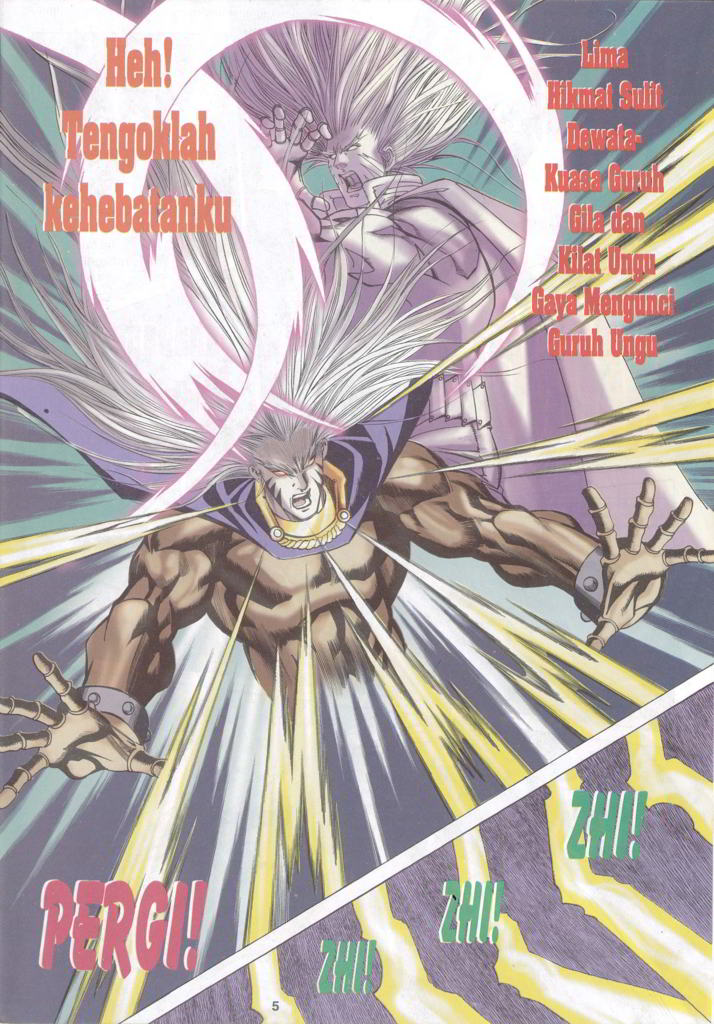 Heh!
Tengoklah
kehebatanku
Lima
Hikmat Sulit
Dewata-
Kuasa Guruh
Gila dan
Kilat Ungu
Gaya Mengunci
Guruh Ungu
PERGI!
ZHI!
ZHI!
ZHI!
5